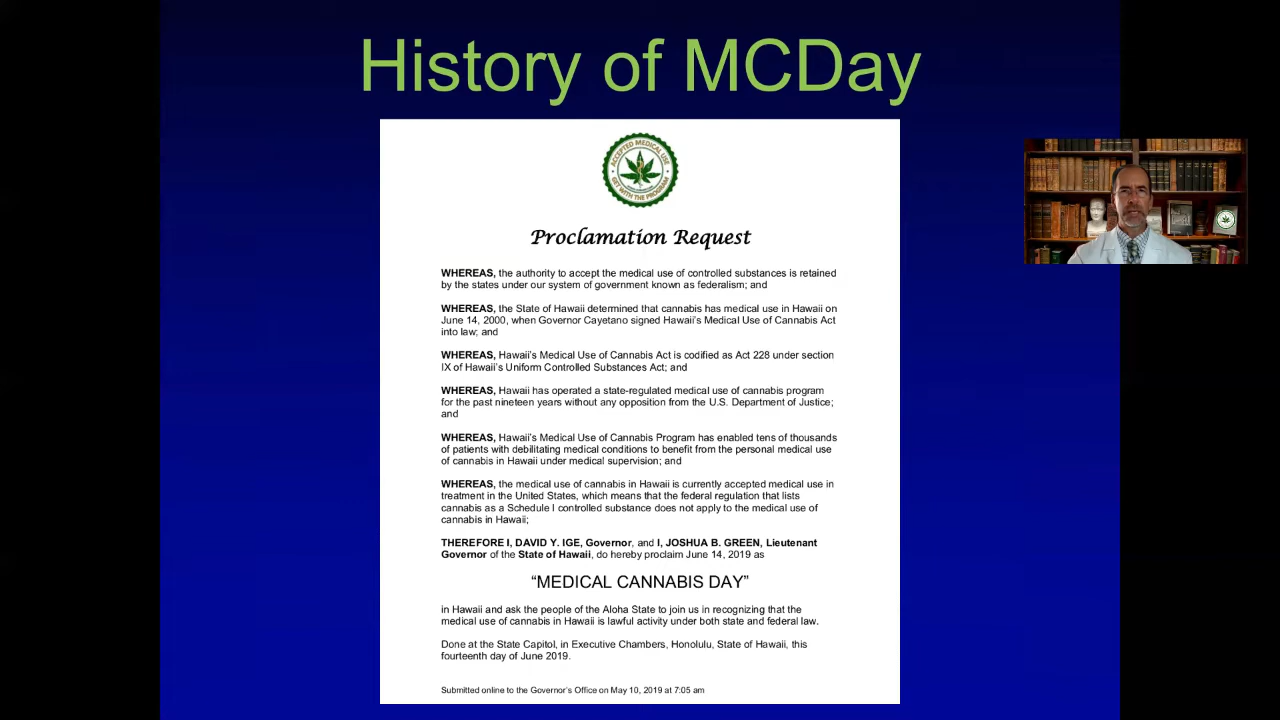 History of MCDay
ACCEPTED MEDICAL USE
GET WITH THE PROGRAM
Proclamation Request
WHEREAS, the authority to accept the medical use of controlled substances is retained
by the states under our system of government known as federalism; and
WHEREAS, the State of Hawaii determined that cannabis has medical use in Hawaii on
June 14, 2000, when Governor Cayetano signed Hawaii's Medical Use of Cannabis Act
into law; and
WHEREAS, Hawaii's Medical Use of Cannabis Act is codified as Act 228 under section
IX of Hawaii's Uniform Controlled Substances Act; and
WHEREAS, Hawaii has operated a state-regulated medical use of cannabis program
for the past nineteen years without any opposition from the U.S. Department of Justice;
and
WHEREAS, Hawaii's Medical Use of Cannabis Program has enabled tens of thousands
of patients with debilitating medical conditions to benefit from the personal medical use
of cannabis in Hawaii under medical supervision; and
WHEREAS, the medical use of cannabis in Hawaii is currently accepted medical use in
treatment in the United States, which means that the federal regulation that lists
cannabis as a Schedule I controlled substance does not apply to the medical use of
cannabis in Hawaii;
THEREFORE I, DAVID Y. IGE, Governor, and I, JOSHUA B. GREEN, Lieutenant
Governor of the State of Hawaii, do hereby proclaim June 14, 2019 as
“MEDICAL CANNABIS DAY”
in Hawaii and ask the people of the Aloha State to join us in recognizing that the
medical use of cannabis in Hawaii is lawful activity under both state and federal law.
Done at the State Capitol, in Executive Chambers, Honolulu, State of Hawaii, this
fourteenth day of June 2019.
Submitted online to the Governor's Office on May 10, 2019 at 7:05 am